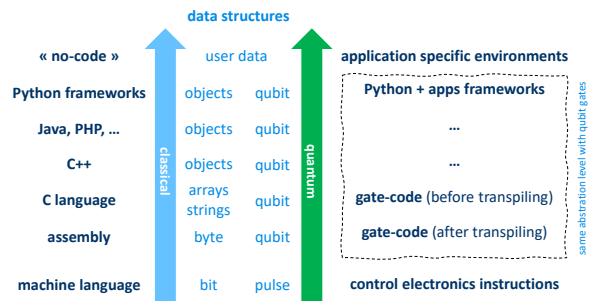 data structures
« no-code » user data application specific environments
Python frameworks objects qubit Python + apps frameworks
Java, PHP, ... objects qubit ...
C++ objects qubit ...
classical
quantum
C language arrays strings qubit gate-code (before transpiling)
assembly byte qubit gate-code (after transpiling)
machine language bit pulse control electronics instructions
same abstration level with qubit gates